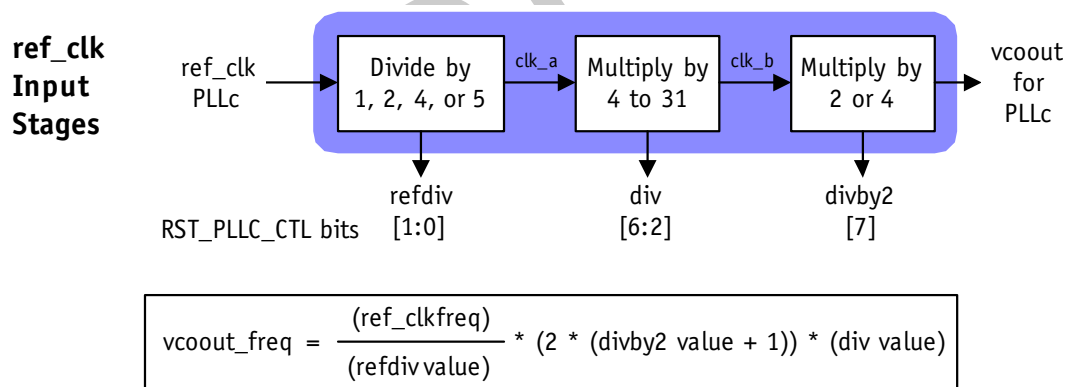 ref_clk
Input
Stages
ref_clk
PLLc
Divide by
1, 2, 4, or 5
clk_a
Multiply by
4 to 31
clk_b
Multiply by
2 or 4
vcoout
for
PLLc
refdiv
div
divby2
RST_PLLC_CTL bits [1:0] [6:2] [7]
vcoout_freq = (ref_clkfreq) / (refdiv value) * (2 * (divby2 value + 1)) * (div value)